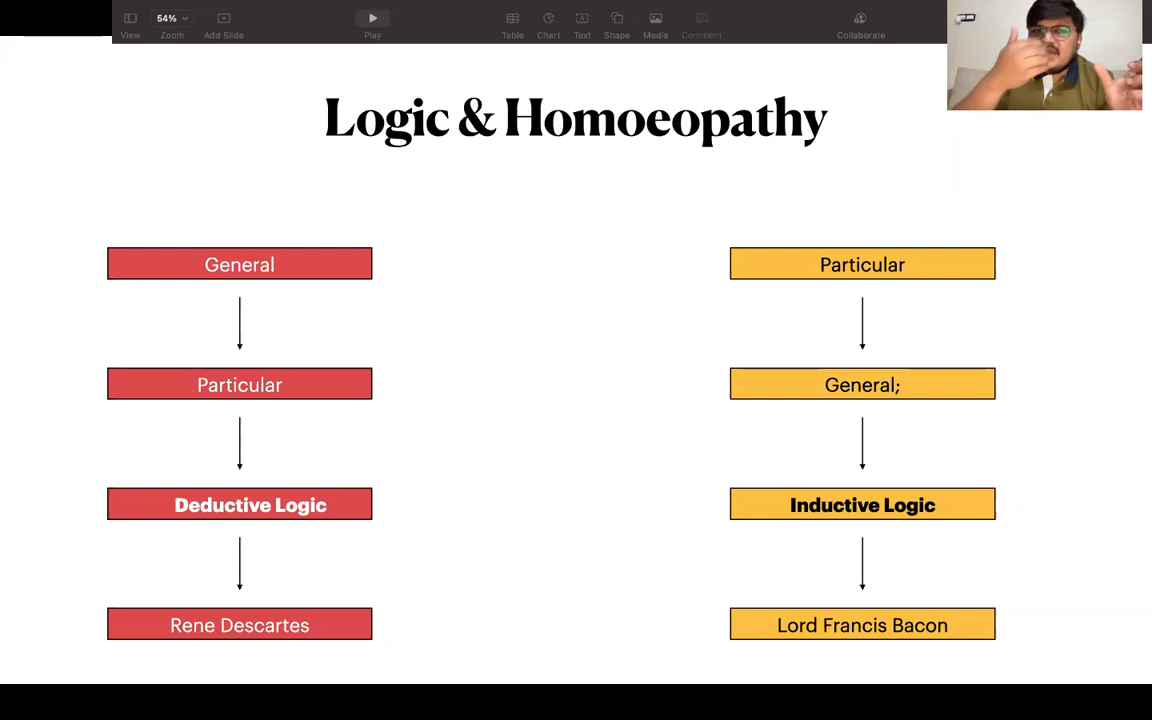 54%
View
Zoom
Add Slide
Play
Table
Chart
Text
Shape
Media
Comment
Collaborate
Logic & Homoeopathy
General
Particular
Deductive Logic
Rene Descartes
Particular
General;
Inductive Logic
Lord Francis Bacon